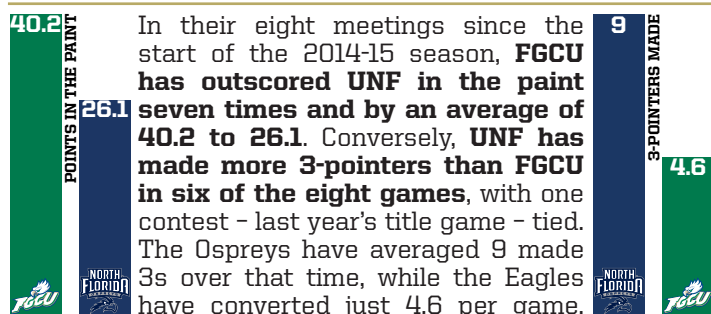 40.2
POINTS IN THE PAINT
26.1
In their eight meetings since the
start of the 2014-15 season, FGCU
has outscored UNF in the paint
seven times and by an average of
40.2 to 26.1. Conversely, UNF has
made more 3-pointers than FGCU
in six of the eight games, with one
contest – last year's title game – tied.
The Ospreys have averaged 9 made
3s over that time, while the Eagles
have converted just 4.6 per game.
9
3-POINTERS MADE
4.6
FGCU
NORTH
FLORIDA
NORTH
FLORIDA
FGCU